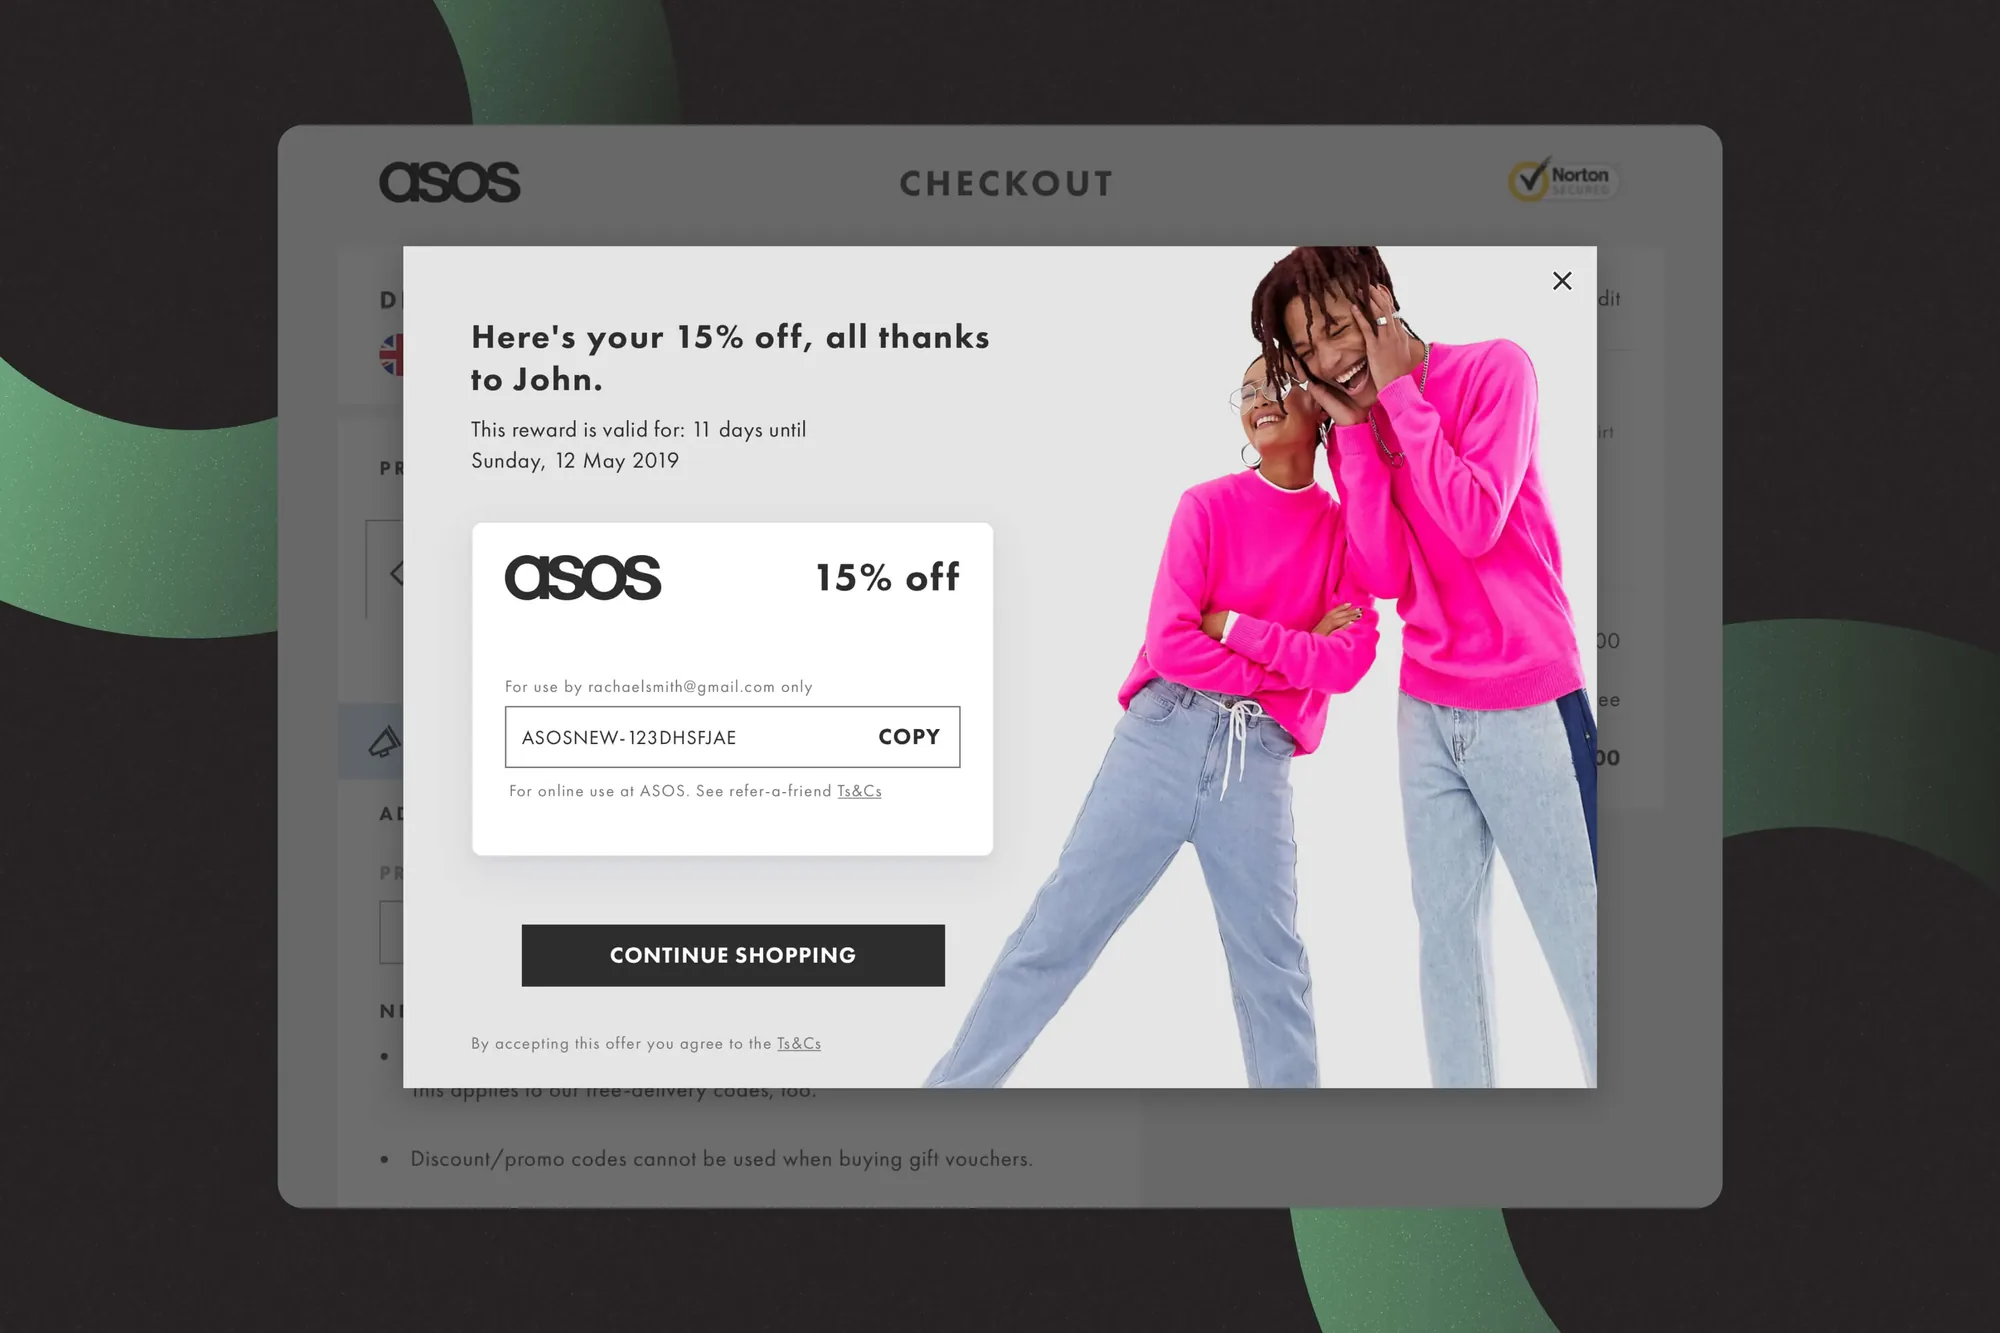 asos
CHECKOUT
Norton
SECURED
Here's your 15% off, all thanks
to John.
This reward is valid for: 11 days until
Sunday, 12 May 2019
asos
15% off
For use by rachaelsmith@gmail.com only
ASOSNEW-123DHSFJAE
COPY
For online use at ASOS. See refer-a-friend Ts&Cs
CONTINUE SHOPPING
By accepting this offer you agree to the Ts&Cs
This applies to our free-delivery codes, too.
• Discount/promo codes cannot be used when buying gift vouchers.